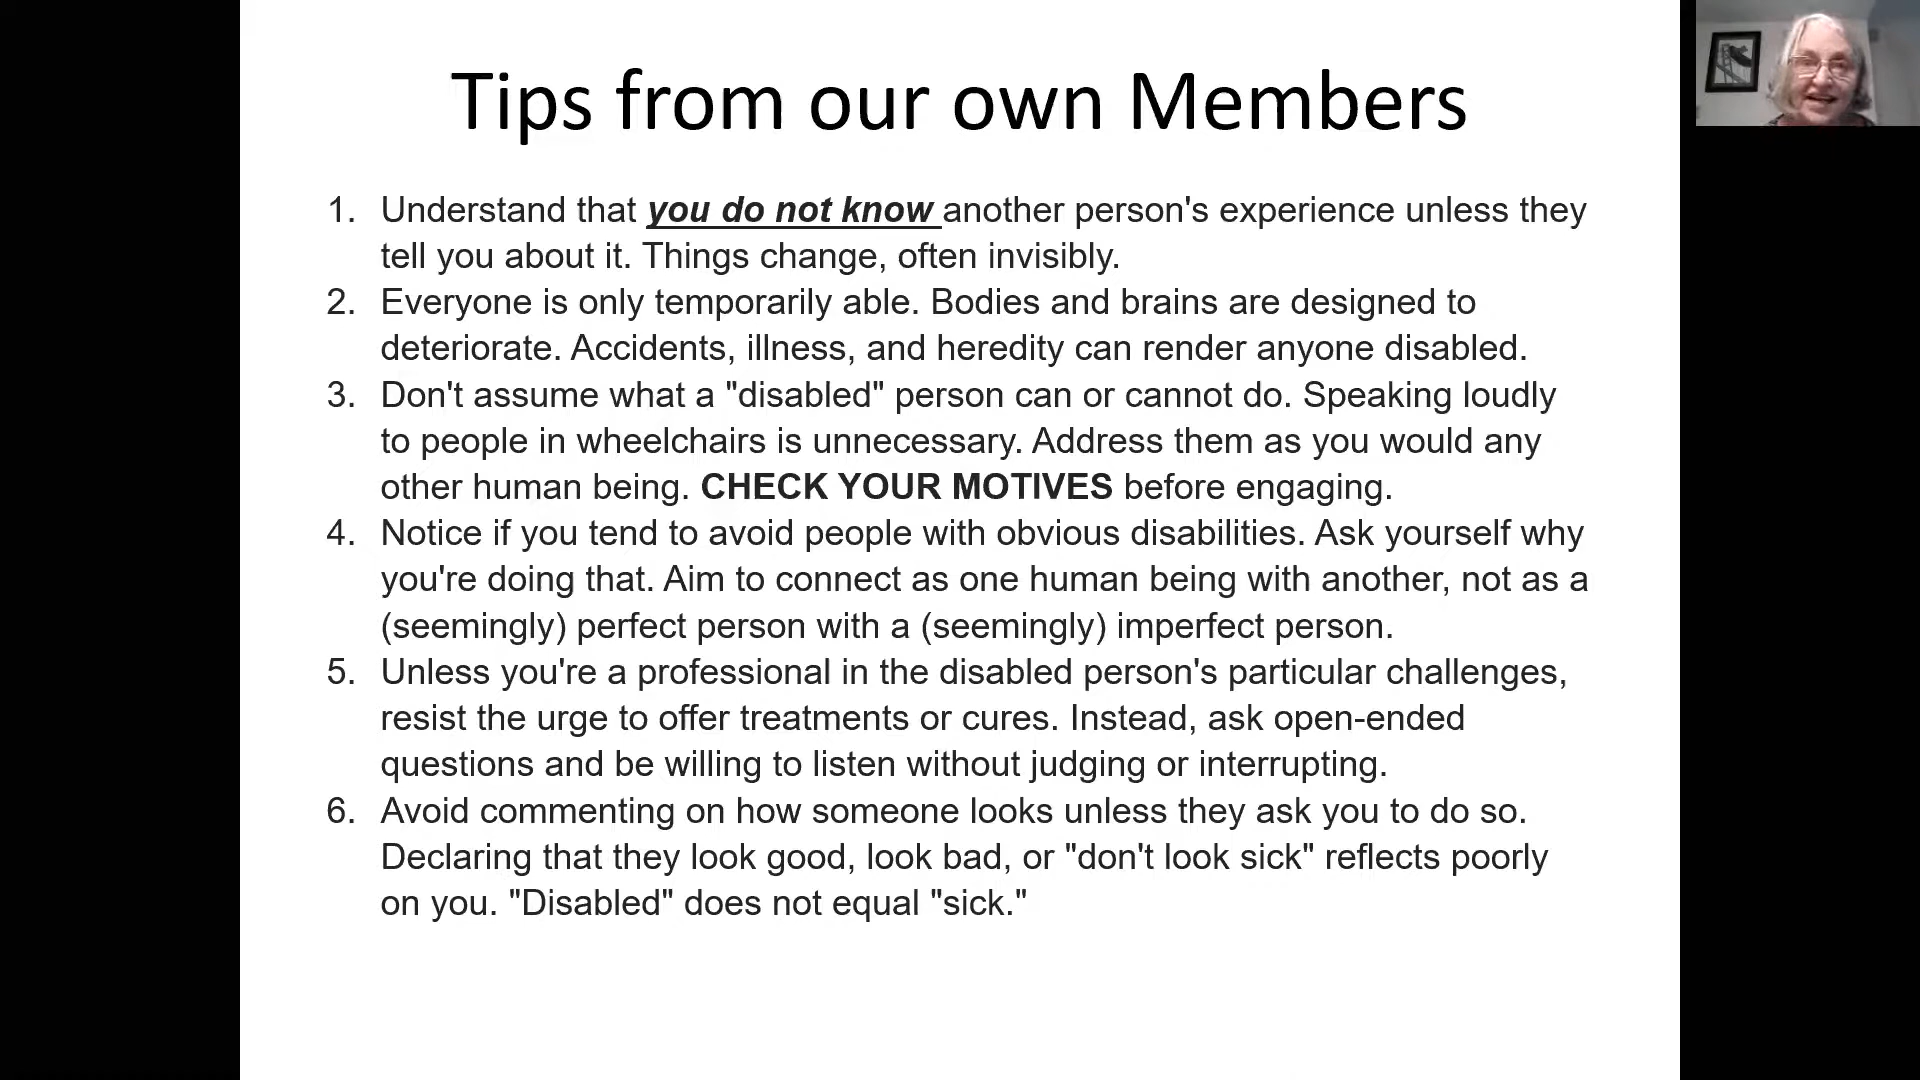 Tips from our own Members
1. Understand that you do not know another person's experience unless they
tell you about it. Things change, often invisibly.
2. Everyone is only temporarily able. Bodies and brains are designed to
deteriorate. Accidents, illness, and heredity can render anyone disabled.
3. Don't assume what a "disabled" person can or cannot do. Speaking loudly
to people in wheelchairs is unnecessary. Address them as you would any
other human being. CHECK YOUR MOTIVES before engaging.
4. Notice if you tend to avoid people with obvious disabilities. Ask yourself why
you're doing that. Aim to connect as one human being with another, not as a
(seemingly) perfect person with a (seemingly) imperfect person.
5. Unless you're a professional in the disabled person's particular challenges,
resist the urge to offer treatments or cures. Instead, ask open-ended
questions and be willing to listen without judging or interrupting.
6. Avoid commenting on how someone looks unless they ask you to do so.
Declaring that they look good, look bad, or "don't look sick" reflects poorly
on you. "Disabled" does not equal "sick."